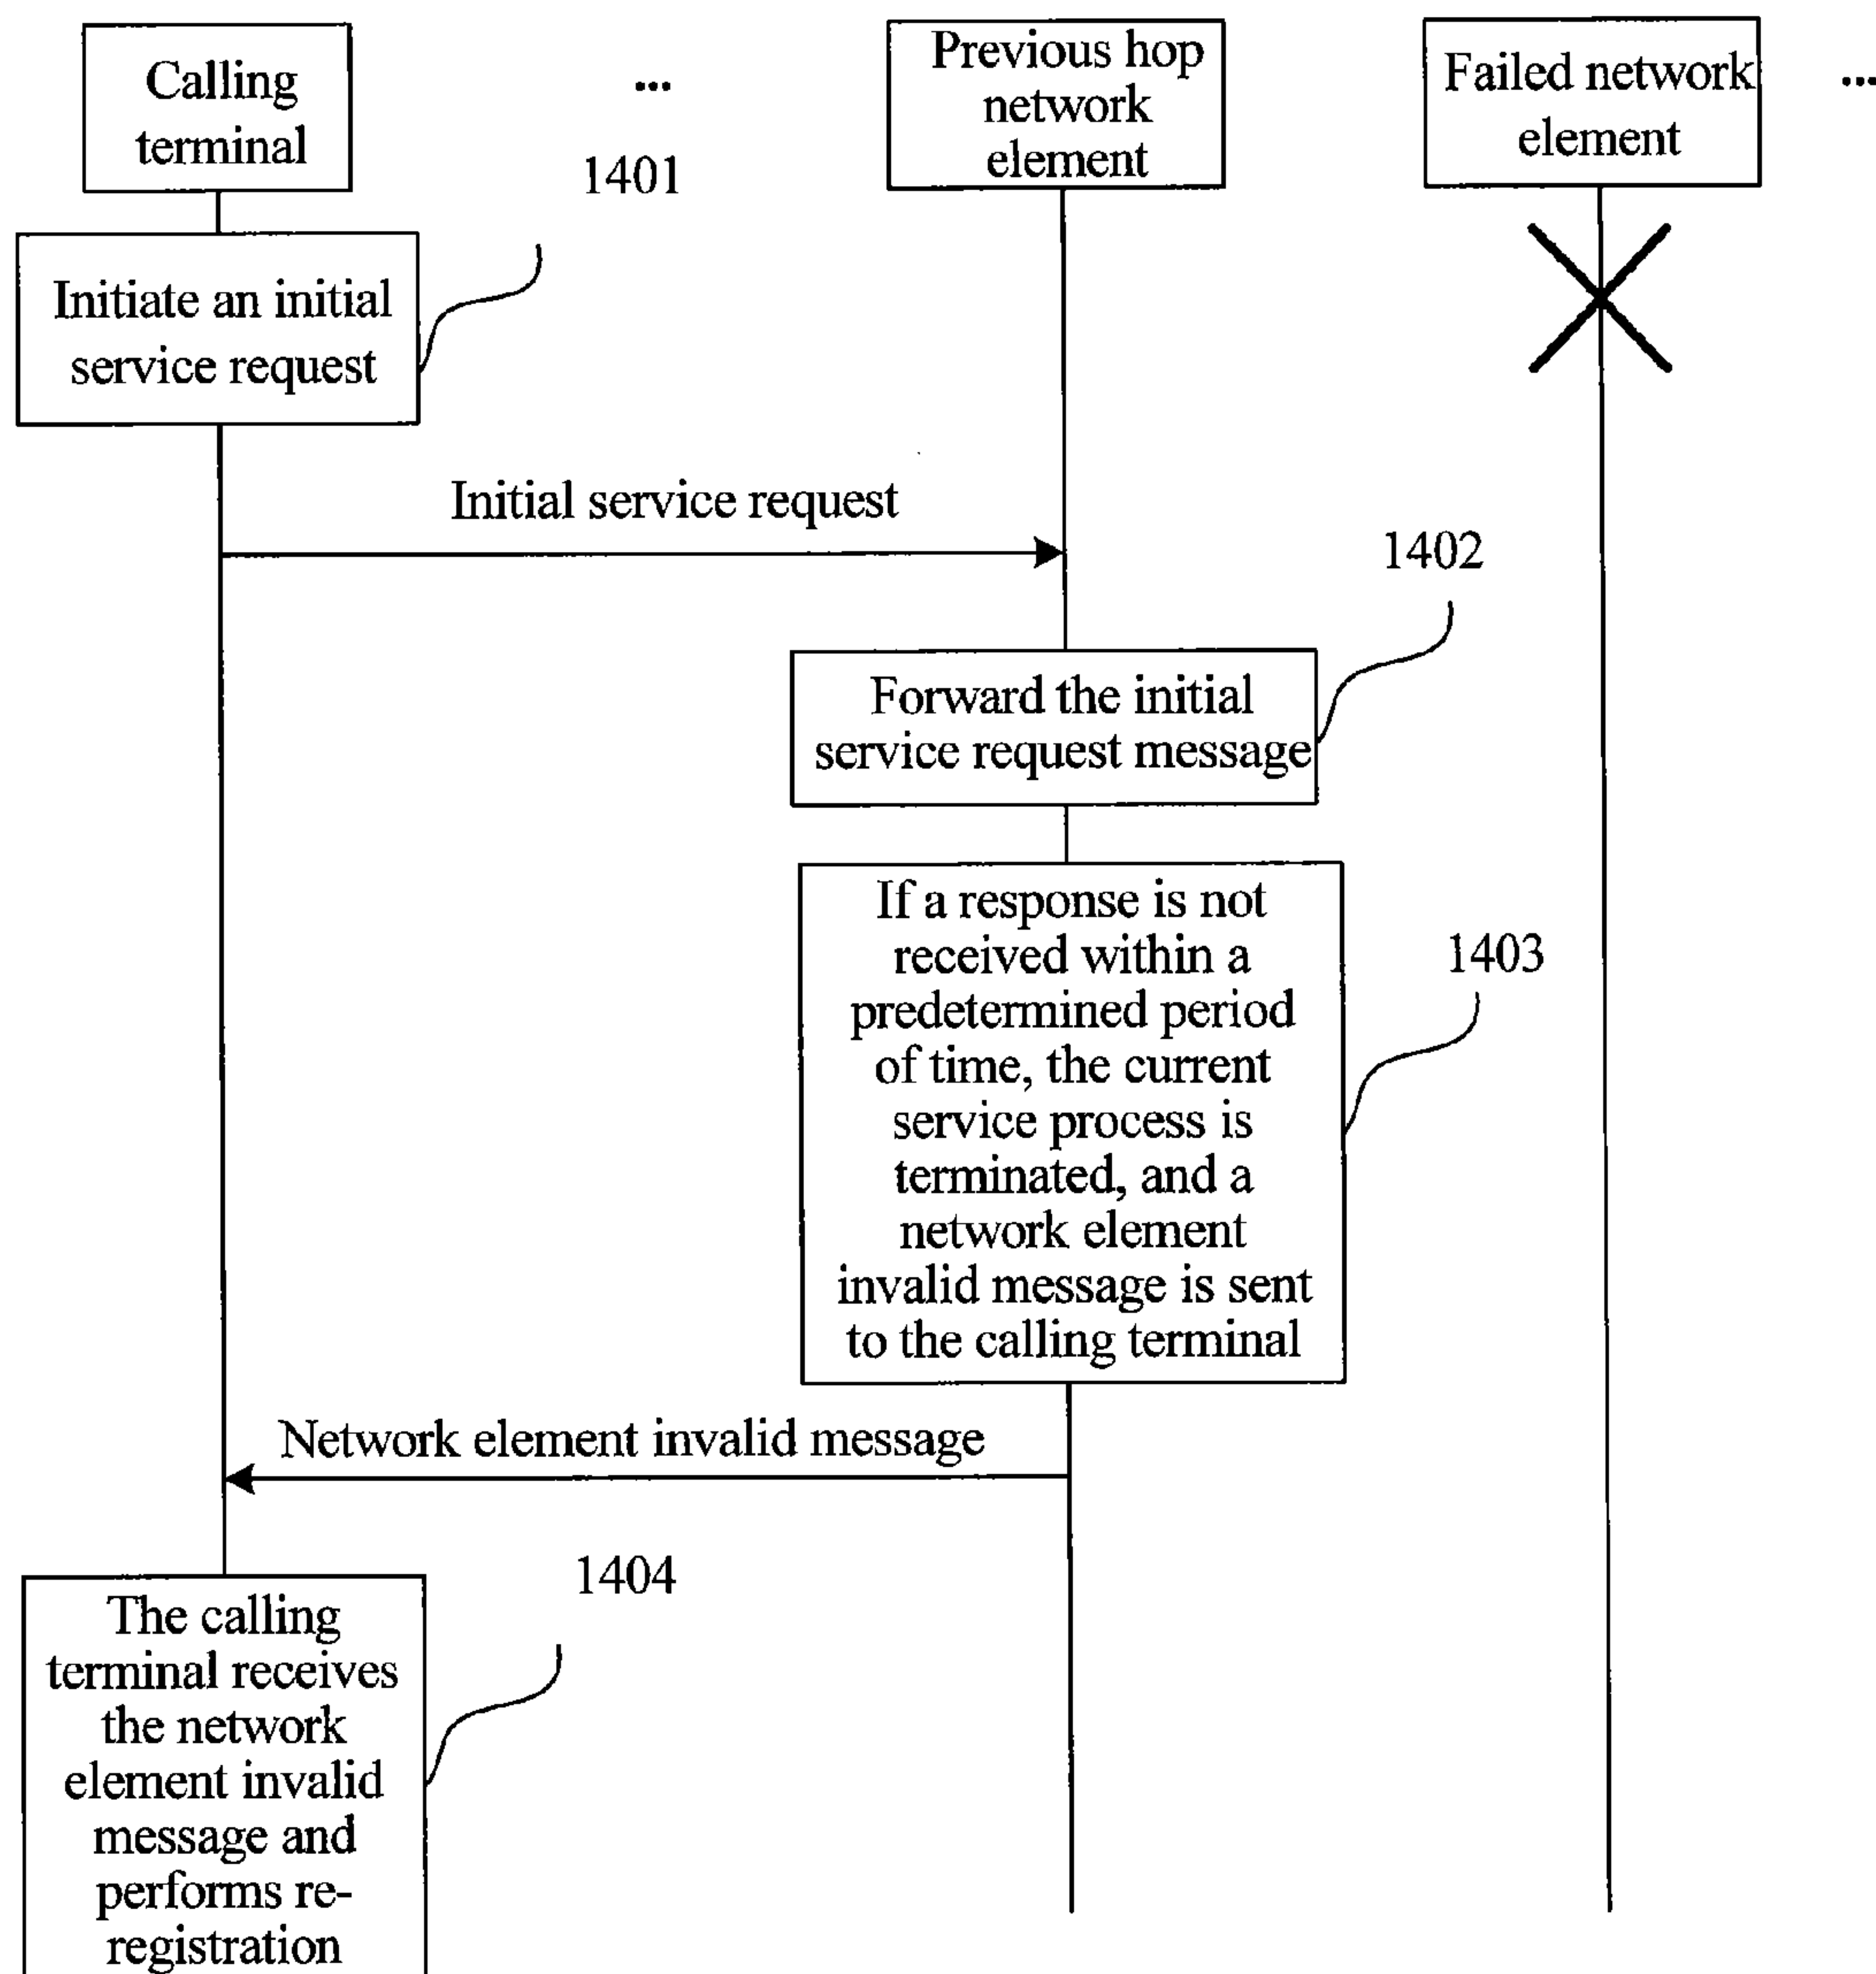 Calling
terminal
...
Previous hop
network
element
Failed network
element
...
1401
Initiate an initial
service request
Initial service request
1402
Forward the initial
service request message
If a response is not
received within a
predetermined period
of time, the current
service process is
terminated, and a
network element
invalid message is sent
to the calling terminal
1403
Network element invalid message
1404
The calling
terminal receives
the network
element invalid
message and
performs re-
registration